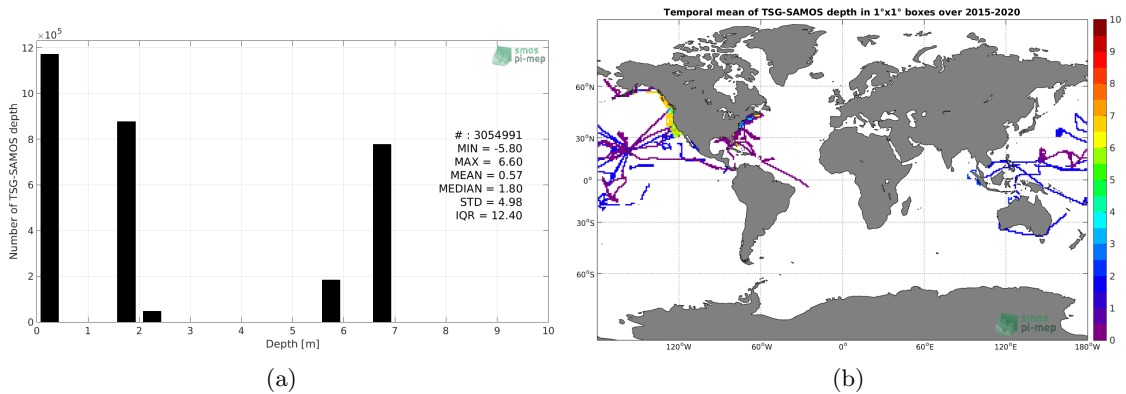 ×10^5
12
10
8
6
4
2
0
0 1 2 3 4 5 6 7 8 9 10
Number of TSG-SAMOS depth
Depth [m]
smos
pi-mep
# : 3054991
MIN = -5.80
MAX = 6.60
MEAN = 0.57
MEDIAN = 1.80
STD = 4.98
IQR = 12.40
(a)
Temporal mean of TSG-SAMOS depth in 1°x1° boxes over 2015-2020
60°N
30°N
0°
30°S
60°S
120°W 60°W 0° 60°E 120°E 180°W
smos
pi-mep
10
9
8
7
6
5
4
3
2
1
0
(b)